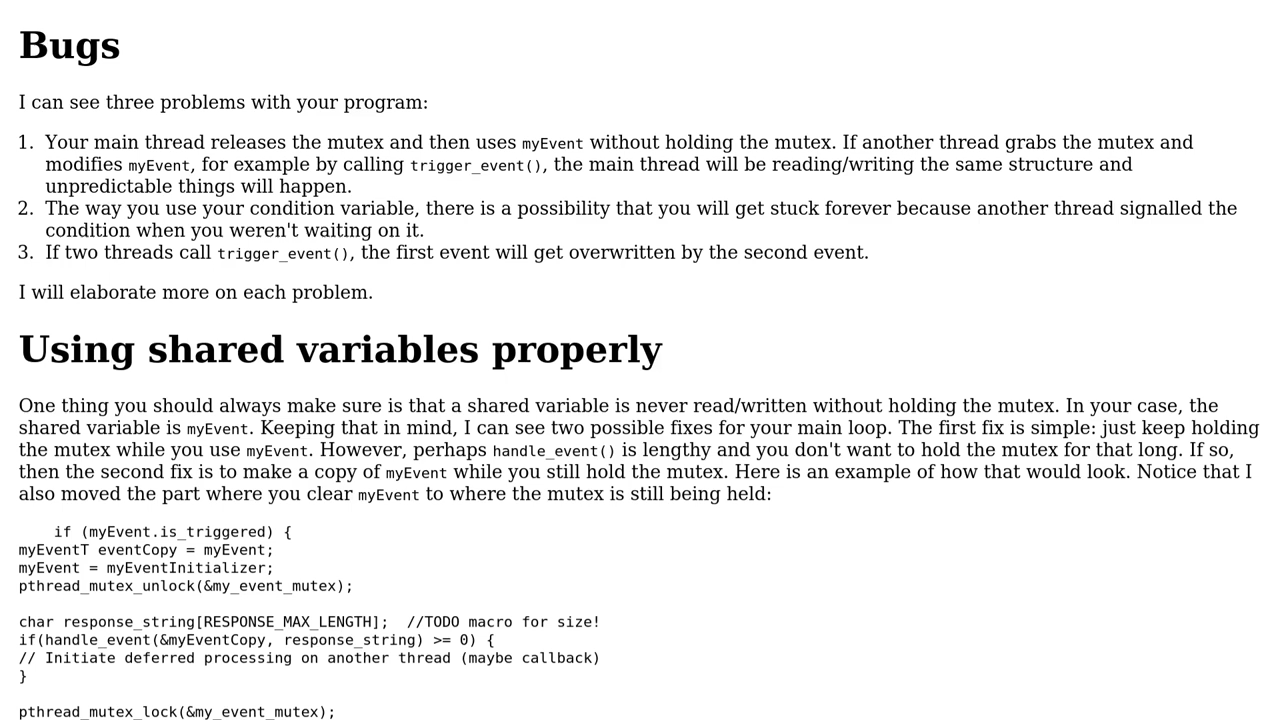 Bugs
I can see three problems with your program:
1. Your main thread releases the mutex and then uses myEvent without holding the mutex. If another thread grabs the mutex and
modifies myEvent, for example by calling trigger_event(), the main thread will be reading/writing the same structure and
unpredictable things will happen.
2. The way you use your condition variable, there is a possibility that you will get stuck forever because another thread signalled the
condition when you weren't waiting on it.
3. If two threads call trigger_event(), the first event will get overwritten by the second event.
I will elaborate more on each problem.
Using shared variables properly
One thing you should always make sure is that a shared variable is never read/written without holding the mutex. In your case, the
shared variable is myEvent. Keeping that in mind, I can see two possible fixes for your main loop. The first fix is simple: just keep holding
the mutex while you use myEvent. However, perhaps handle_event() is lengthy and you don't want to hold the mutex for that long. If so,
then the second fix is to make a copy of myEvent while you still hold the mutex. Here is an example of how that would look. Notice that I
also moved the part where you clear myEvent to where the mutex is still being held:
    if (myEvent.is_triggered) {
myEventT eventCopy = myEvent;
myEvent = myEventInitializer;
pthread_mutex_unlock(&my_event_mutex);
char response_string[RESPONSE_MAX_LENGTH];  //TODO macro for size!
if(handle_event(&myEventCopy, response_string) >= 0) {
// Initiate deferred processing on another thread (maybe callback)
}
pthread_mutex_lock(&my_event_mutex);